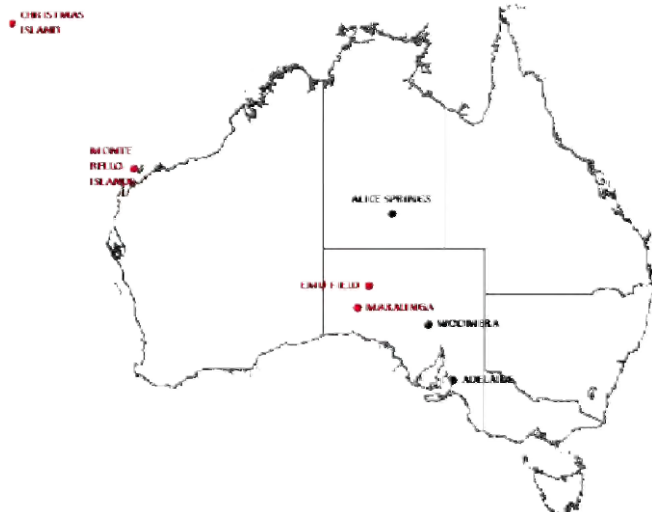 CHRISTMAS
ISLAND
MONTE
BELLO
ISLANDS
ALICE SPRINGS
EMU FIELD
MARALINGA
WOOMERA
ADELAIDE